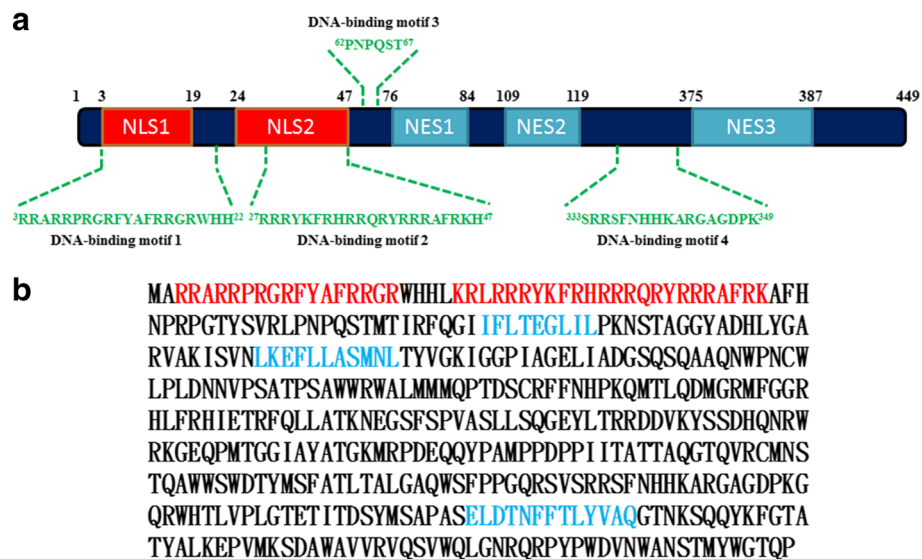 a
DNA-binding motif 3
62PNPQST67
1 3 19 24 47 76 84 109 119 375 387 449
NLS1 NLS2 NES1 NES2 NES3
3RRARRPRGRFYAFRRGRWHH22 27RRRYKFRHRRQRYRRRAFRKH47 333SRRSFNHHKARGAGDPK349
DNA-binding motif 1 DNA-binding motif 2 DNA-binding motif 4
b
MARRARRPRGRFYAFRRGRWHHLKRLRRRYKFRHRRRQRYRRRAFRKAFH
NPRPGTYSVRLPNPQSTMTIRFQGIIFLTEGLILPKNSTAGGYADHLYGA
RVAKISVNLKEFLLASMNLTYVGKIGGPIAGELIADGSQSQAAQNWPNCW
LPLDNNVPSATPSAWWRWALMMMQPTDSCRFFNHPKQMTLQDMGRMFGGR
HLFRHIETRFQLLATKNEGSFSPVASLLSQGEYLTRRDDVKYSSDHQNRW
RKGEQPMTGGIAYATGKMRPDEQQYPAMPPDPPIITATTAQGTQVRCMNS
TQAWWSWDTYMSFATLTALGAQWSFPPGQRSVSRRSFNHHKARGAGDPKG
QRWHTLVPLGTETITDSYMSAPASELDTNFFTLYVAQGTNKSQQYKFGTA
TYALKEPVMKSDAWAVVRVQSVWQLGNRQRPYPWDVNWANSTMYWGTQP